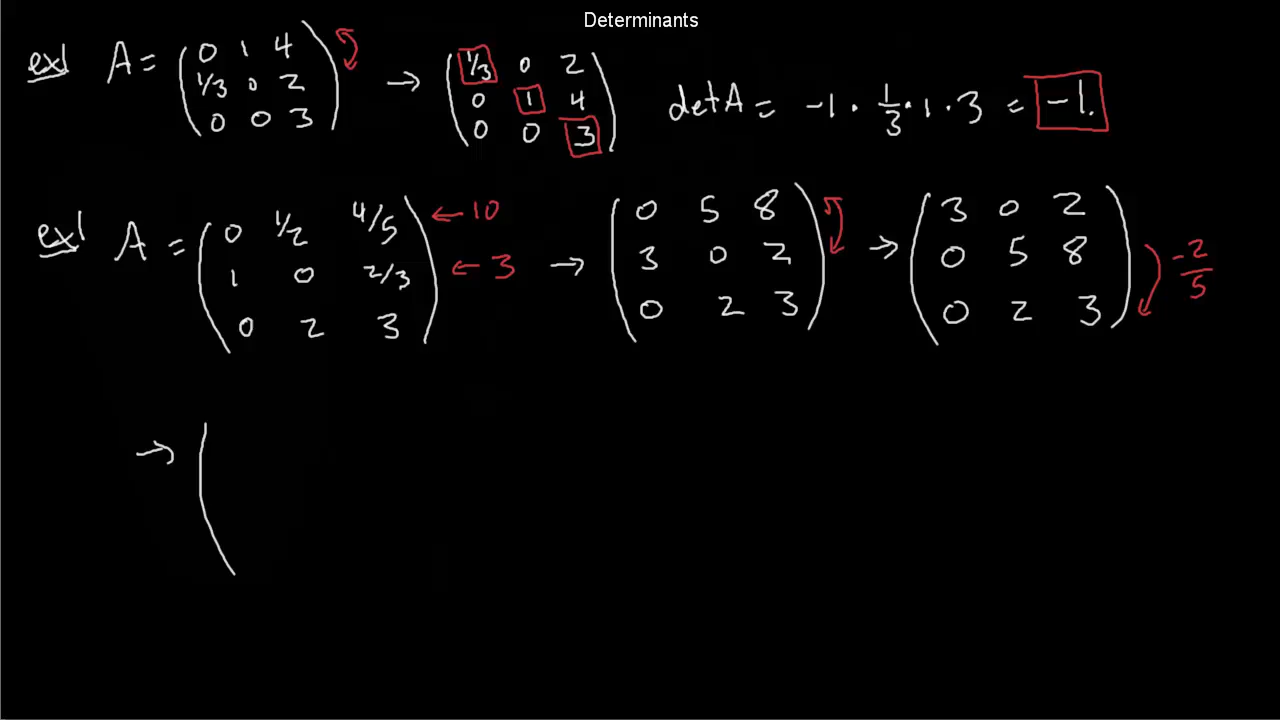 Determinants
ex1 A = (0 1 4 → (1/3 0 2 det A = -1 · 1/3 · 1 · 3 = -1.
1/3 0 2 0 1 4
0 0 3) 0 0 3)
ex1 A = (0 1/2 4/5 ← 10 (0 5 8 (3 0 2
1 0 2/3 ← 3 → 3 0 2 → 0 5 8 -2/5
0 2 3) 0 2 3) 0 2 3)
→ (